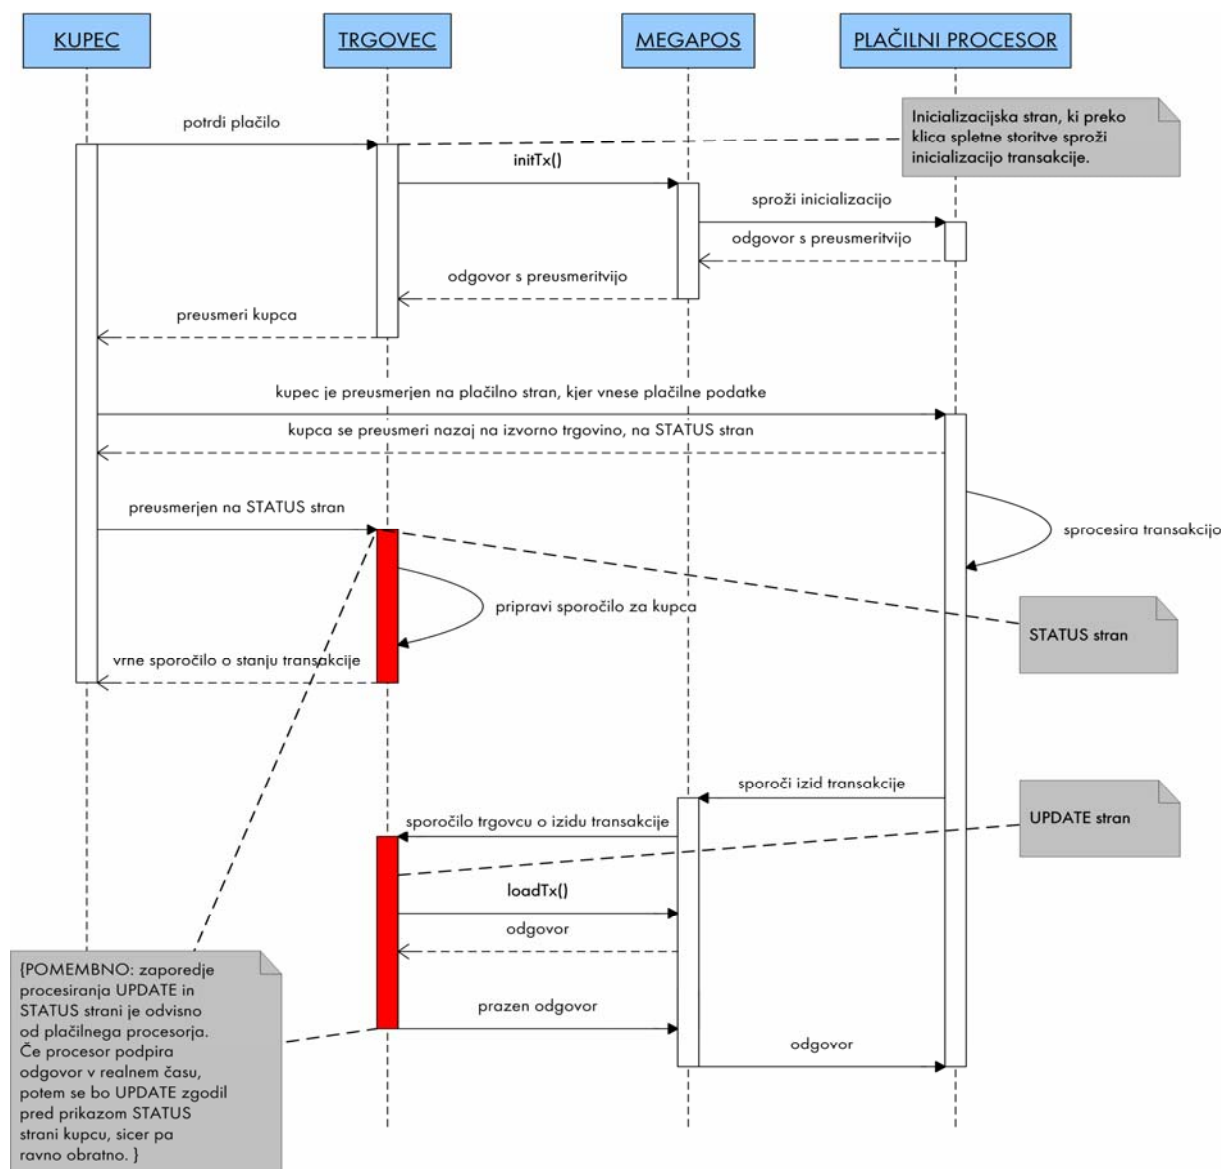 KUPEC
TRGOVEC
MEGAPOS
PLAČILNI PROCESOR
potrdi plačilo
Inicializacijska stran, ki preko
klica spletne storitve sproži
inicializacijo transakcije.
initTx()
sproži inicializacijo
odgovor s preusmeritvijo
odgovor s preusmeritvijo
preusmeri kupca
kupec je preusmerjen na plačilno stran, kjer vnese plačilne podatke
kupca se preusmeri nazaj na izvorno trgovino, na STATUS stran
preusmerjen na STATUS stran
sprocesira transakcijo
pripravi sporočilo za kupca
STATUS stran
vrne sporočilo o stanju transakcije
sporoči izid transakcije
sporočilo trgovcu o izidu transakcije
UPDATE stran
loadTx()
odgovor
{POMEMBNO: zaporedje
procesiranja UPDATE in
STATUS strani je odvisno
od plačilnega procesorja.
Če procesor podpira
odgovor v realnem času,
potem se bo UPDATE zgodil
pred prikazom STATUS
strani kupcu, sicer pa
ravno obratno. }
prazen odgovor
odgovor